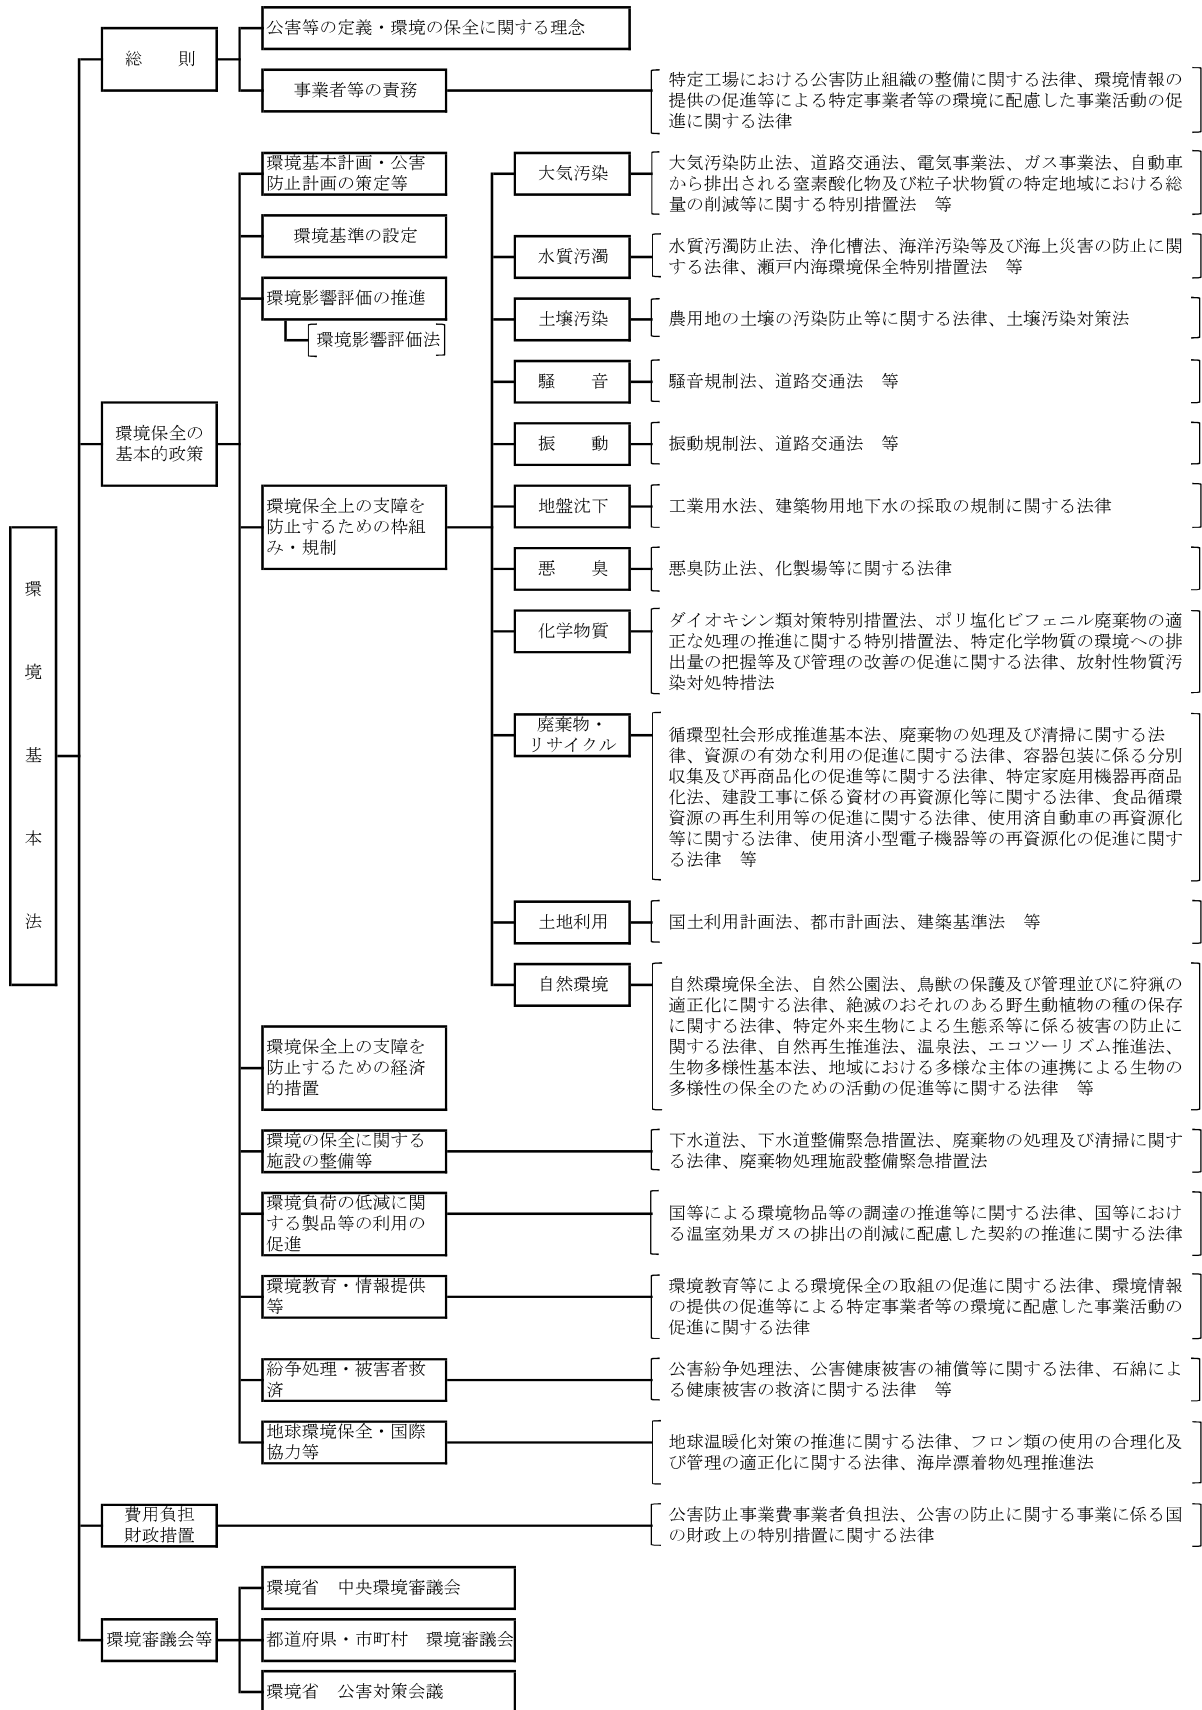 公害等の定義・環境の保全に関する理念
総　　則
事業者等の責務
特定工場における公害防止組織の整備に関する法律、環境情報の
提供の促進等による特定事業者等の環境に配慮した事業活動の促
進に関する法律
環境基本計画・公害
防止計画の策定等
大気汚染
大気汚染防止法、道路交通法、電気事業法、ガス事業法、自動車
から排出される窒素酸化物及び粒子状物質の特定地域における総
量の削減等に関する特別措置法　等
環境基準の設定
水質汚濁
水質汚濁防止法、浄化槽法、海洋汚染等及び海上災害の防止に関
する法律、瀬戸内海環境保全特別措置法　等
環境影響評価の推進
環境影響評価法
土壌汚染
農用地の土壌の汚染防止等に関する法律、土壌汚染対策法
騒　　音
騒音規制法、道路交通法　等
環境保全の
基本的政策
振　　動
振動規制法、道路交通法　等
環境保全上の支障を
防止するための枠組
み・規制
地盤沈下
工業用水法、建築物用地下水の採取の規制に関する法律
悪　　臭
悪臭防止法、化製場等に関する法律
環
境
基
本
法
化学物質
ダイオキシン類対策特別措置法、ポリ塩化ビフェニル廃棄物の適
正な処理の推進に関する特別措置法、特定化学物質の環境への排
出量の把握等及び管理の改善の促進に関する法律、放射性物質汚
染対処特措法
廃棄物・
リサイクル
循環型社会形成推進基本法、廃棄物の処理及び清掃に関する法
律、資源の有効な利用の促進に関する法律、容器包装に係る分別
収集及び再商品化の促進等に関する法律、特定家庭用機器再商品
化法、建設工事に係る資材の再資源化等に関する法律、食品循環
資源の再生利用等の促進に関する法律、使用済自動車の再資源化
等に関する法律、使用済小型電子機器等の再資源化の促進に関す
る法律　等
土地利用
国土利用計画法、都市計画法、建築基準法　等
自然環境
自然環境保全法、自然公園法、鳥獣の保護及び管理並びに狩猟の
適正化に関する法律、絶滅のおそれのある野生動植物の種の保存
に関する法律、特定外来生物による生態系等に係る被害の防止に
関する法律、自然再生推進法、温泉法、エコツーリズム推進法、
生物多様性基本法、地域における多様な主体の連携による生物の
多様性の保全のための活動の促進等に関する法律　等
環境保全上の支障を
防止するための経済
的措置
環境の保全に関する
施設の整備等
下水道法、下水道整備緊急措置法、廃棄物の処理及び清掃に関す
る法律、廃棄物処理施設整備緊急措置法
環境負荷の低減に関
する製品等の利用の
促進
国等による環境物品等の調達の推進等に関する法律、国等におけ
る温室効果ガスの排出の削減に配慮した契約の推進に関する法律
環境教育・情報提供
等
環境教育等による環境保全の取組の促進に関する法律、環境情報
の提供の促進等による特定事業者等の環境に配慮した事業活動の
促進に関する法律
紛争処理・被害者救
済
公害紛争処理法、公害健康被害の補償等に関する法律、石綿によ
る健康被害の救済に関する法律　等
地球環境保全・国際
協力等
地球温暖化対策の推進に関する法律、フロン類の使用の合理化及
び管理の適正化に関する法律、海岸漂着物処理推進法
費用負担
財政措置
公害防止事業費事業者負担法、公害の防止に関する事業に係る国
の財政上の特別措置に関する法律
環境省　中央環境審議会
環境審議会等
都道府県・市町村　環境審議会
環境省　公害対策会議